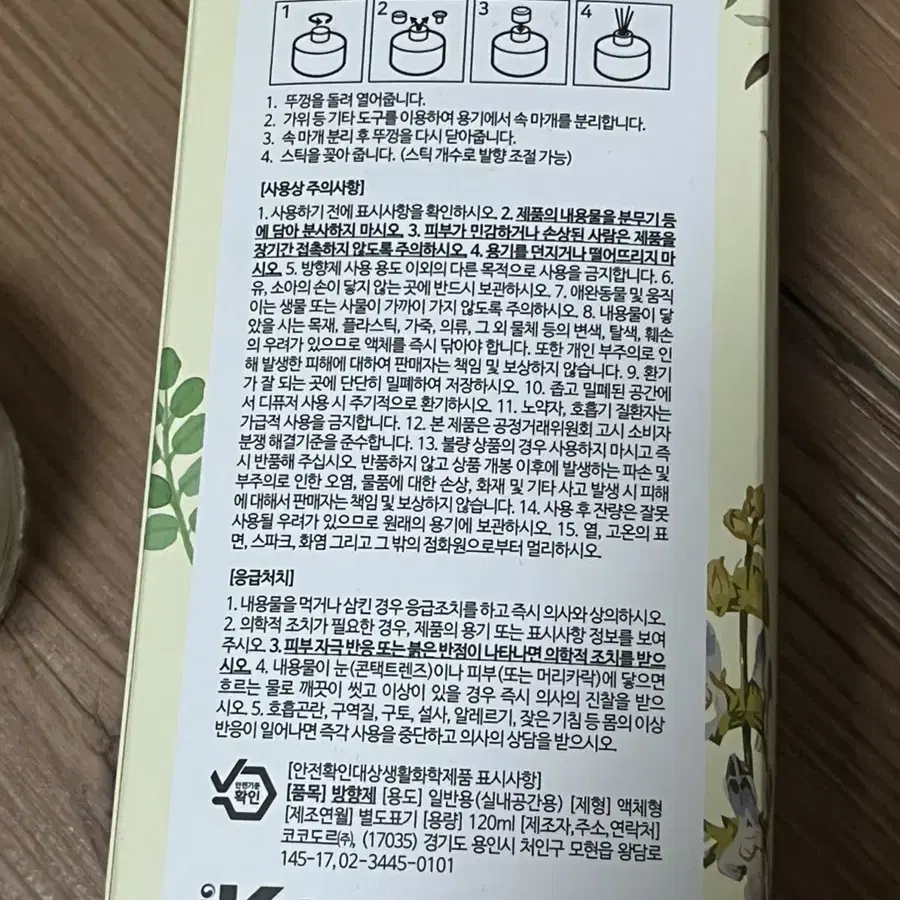 1 2 3 4
1. 뚜껑을 돌려 열어줍니다.
2. 가위 등 기타 도구를 이용하여 용기에서 속 마개를 분리합니다.
3. 속 마개 분리 후 뚜껑을 다시 닫아줍니다.
4. 스틱을 꽂아 줍니다. (스틱 개수로 발향 조절 가능)
[사용상 주의사항]
1. 사용하기 전에 표시사항을 확인하시오. 2. 제품의 내용물을 분무기 등
에 담아 분사하지 마시오. 3. 피부가 민감하거나 손상된 사람은 제품을
장기간 접촉하지 않도록 주의하시오. 4. 용기를 던지거나 떨어뜨리지 마
시오. 5. 방향제 사용 용도 이외의 다른 목적으로 사용을 금지합니다. 6.
유, 소아의 손이 닿지 않는 곳에 반드시 보관하시오. 7. 애완동물 및 움직
이는 생물 또는 사물이 가까이 가지 않도록 주의하시오. 8. 내용물이 닿
았을 시는 목재, 플라스틱, 가죽, 의류, 그 외 물체 등의 변색, 탈색, 훼손
의 우려가 있으므로 액체를 즉시 닦아야 합니다. 또한 개인 부주의로 인
해 발생한 피해에 대하여 판매자는 책임 및 보상하지 않습니다. 9. 환기
가 잘 되는 곳에 단단히 밀폐하여 저장하시오. 10. 좁고 밀폐된 공간에
서 디퓨저 사용 시 주기적으로 환기하시오. 11. 노약자, 호흡기 질환자는
가급적 사용을 금지합니다. 12. 본 제품은 공정거래위원회 고시 소비자
분쟁 해결기준을 준수합니다. 13. 불량 상품의 경우 사용하지 마시고 즉
시 반품해 주십시오. 반품하지 않고 상품 개봉 이후에 발생하는 파손 및
부주의로 인한 오염, 물품에 대한 손상, 화재 및 기타 사고 발생 시 피해
에 대해서 판매자는 책임 및 보상하지 않습니다. 14. 사용 후 잔량은 잘못
사용될 우려가 있으므로 원래의 용기에 보관하시오. 15. 열, 고온의 표
면, 스파크, 화염 그리고 그 밖의 점화원으로부터 멀리하시오.
[응급처치]
1. 내용물을 먹거나 삼킨 경우 응급조치를 하고 즉시 의사와 상의하시오.
2. 의학적 조치가 필요한 경우, 제품의 용기 또는 표시사항 정보를 보여
주시오. 3. 피부 자극 반응 또는 붉은 반점이 나타나면 의학적 조치를 받으
시오. 4. 내용물이 눈(콘택트렌즈)이나 피부(또는 머리카락)에 닿으면
흐르는 물로 깨끗이 씻고 이상이 있을 경우 즉시 의사의 진찰을 받으
시오. 5. 호흡곤란, 구역질, 구토, 설사, 알레르기, 잦은 기침 등 몸의 이상
반응이 일어나면 즉각 사용을 중단하고 의사의 상담을 받으시오.
안전기준
확인
[안전확인대상생활화학제품 표시사항]
[품목] 방향제 [용도] 일반용(실내공간용) [제형] 액체형
[제조연월] 별도표기 [용량] 120ml [제조자,주소,연락처]
코코도르㈜, (17035) 경기도 용인시 처인구 모현읍 왕담로
145-17, 02-3445-0101